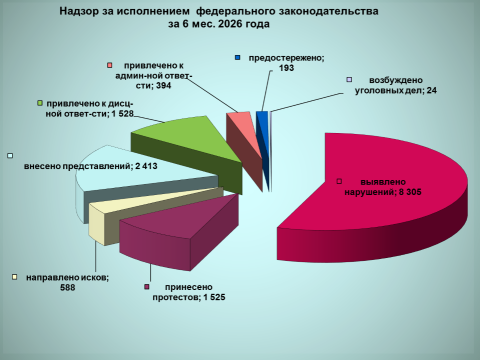 Надзор за исполнением федерального законодательства
за 6 мес. 2026 года
привлечено к
админ-ной ответ-
сти; 394
предостережено;
193
возбуждено
уголовных дел; 24
привлечено к дисц-
ной ответ-сти; 1 528
внесено представлений; 2 413
выявлено
нарушений; 8 305
направлено исков;
588
принесено
протестов; 1 525